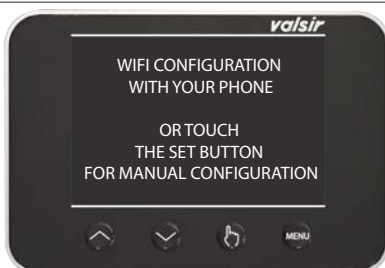 valsir
WIFI CONFIGURATION
WITH YOUR PHONE
OR TOUCH
THE SET BUTTON
FOR MANUAL CONFIGURATION
MENU